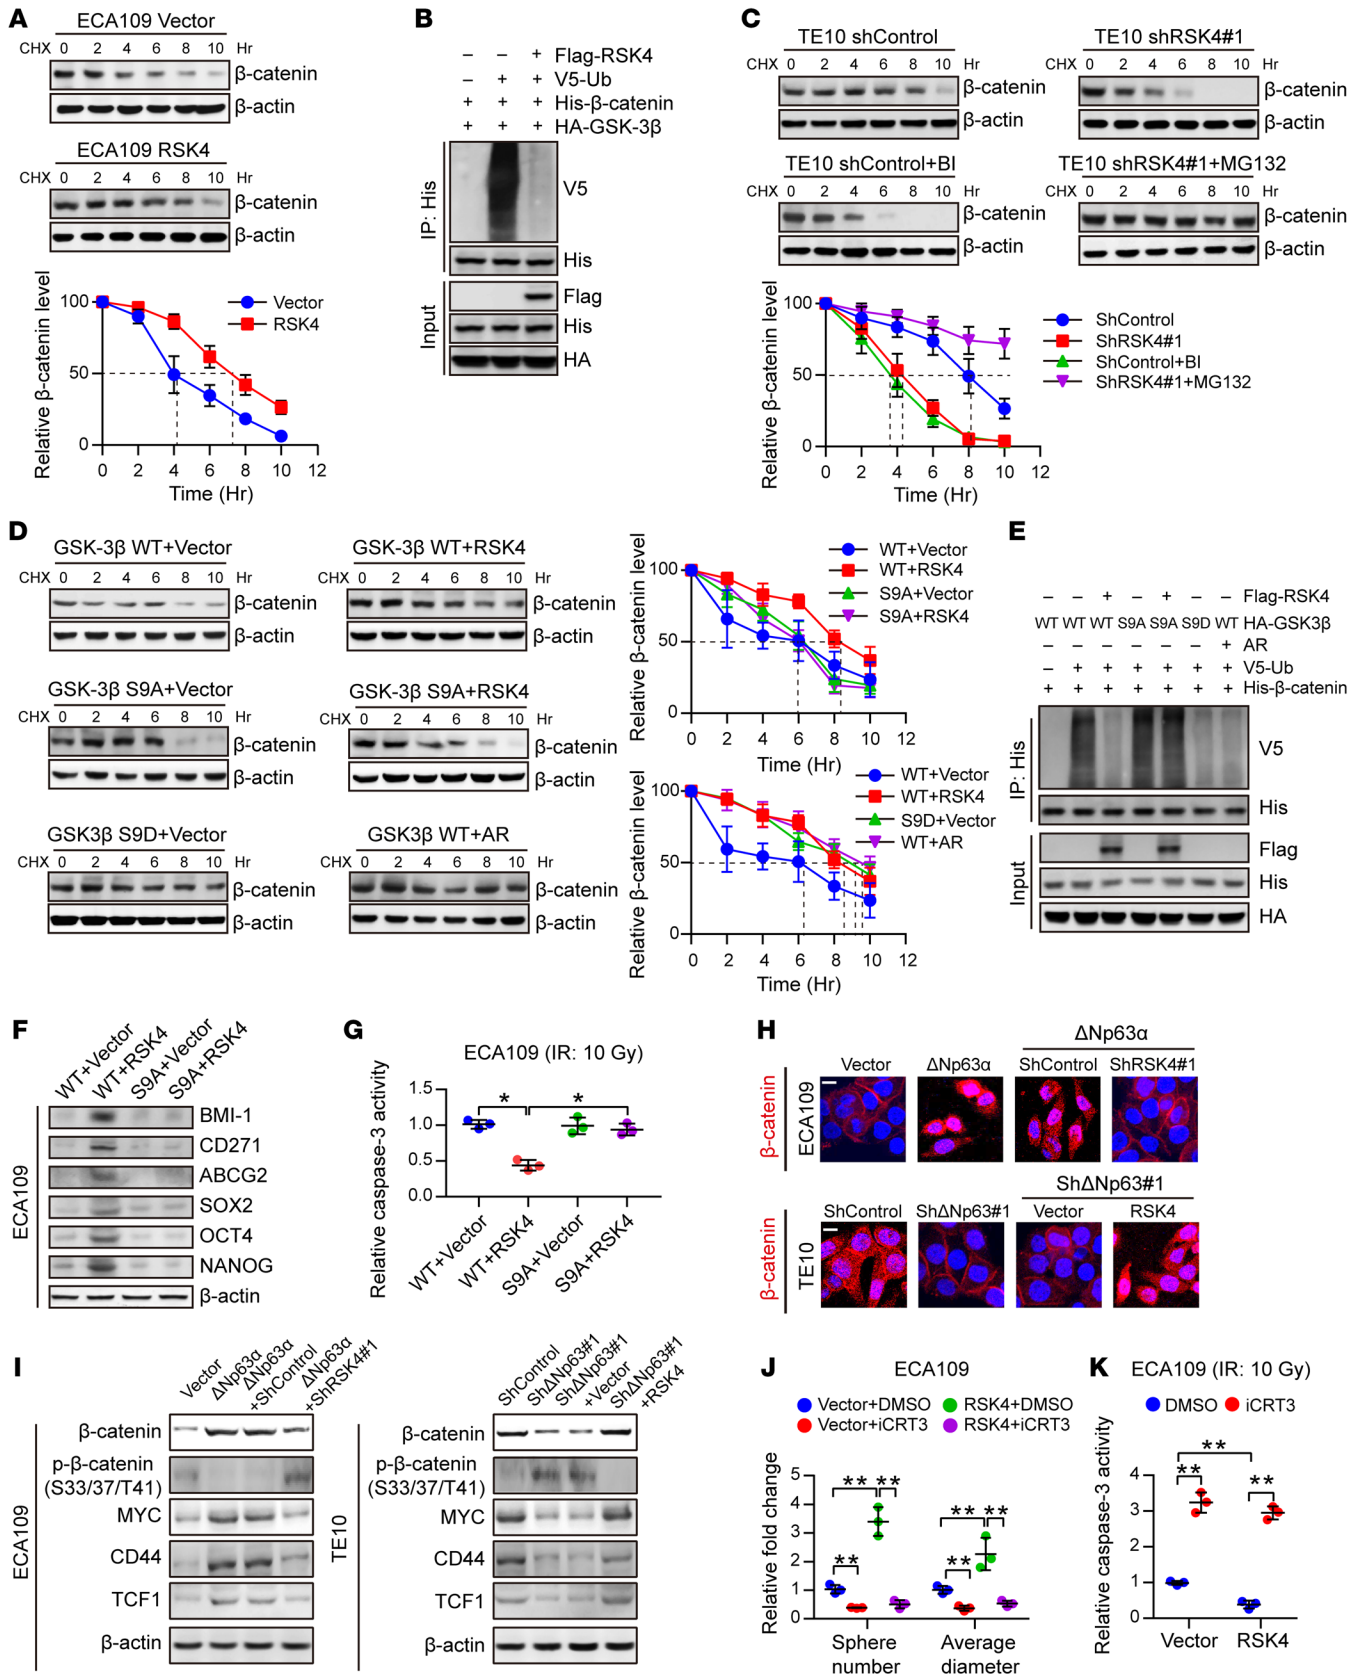 A
ECA109 Vector
CHX 0 2 4 6 8 10 Hr
β-catenin
β-actin
ECA109 RSK4
CHX 0 2 4 6 8 10 Hr
β-catenin
β-actin
Relative β-catenin level
100
50
0
0 2 4 6 8 10 12
Time (Hr)
Vector
RSK4
B
– – + Flag-RSK4
– + + V5-Ub
+ + + His-β-catenin
+ + + HA-GSK-3β
IP: His
V5
His
Input
Flag
His
HA
C
TE10 shControl
CHX 0 2 4 6 8 10 Hr
β-catenin
β-actin
TE10 shRSK4#1
CHX 0 2 4 6 8 10 Hr
β-catenin
β-actin
TE10 shControl+BI
CHX 0 2 4 6 8 10 Hr
β-catenin
β-actin
TE10 shRSK4#1+MG132
CHX 0 2 4 6 8 10 Hr
β-catenin
β-actin
Relative β-catenin level
100
50
0
0 2 4 6 8 10 12
Time (Hr)
ShControl
ShRSK4#1
ShControl+BI
ShRSK4#1+MG132
D
GSK-3β WT+Vector
CHX 0 2 4 6 8 10 Hr
β-catenin
β-actin
GSK-3β WT+RSK4
CHX 0 2 4 6 8 10 Hr
β-catenin
β-actin
GSK-3β S9A+Vector
CHX 0 2 4 6 8 10 Hr
β-catenin
β-actin
GSK-3β S9A+RSK4
CHX 0 2 4 6 8 10 Hr
β-catenin
β-actin
GSK3β S9D+Vector
CHX 0 2 4 6 8 10 Hr
β-catenin
β-actin
GSK3β WT+AR
CHX 0 2 4 6 8 10 Hr
β-catenin
β-actin
Relative β-catenin level
100
50
0
0 2 4 6 8 10 12
Time (Hr)
WT+Vector
WT+RSK4
S9A+Vector
S9A+RSK4
Relative β-catenin level
100
50
0
0 2 4 6 8 10 12
Time (Hr)
WT+Vector
WT+RSK4
S9D+Vector
WT+AR
E
– – + – + – – Flag-RSK4
WT WT WT S9A S9A S9D WT HA-GSK3β
– – – – – – + AR
– + + + + + + V5-Ub
+ + + + + + + His-β-catenin
IP: His
V5
His
Input
Flag
His
HA
F
WT+Vector
WT+RSK4
S9A+Vector
S9A+RSK4
ECA109
BMI-1
CD271
ABCG2
SOX2
OCT4
NANOG
β-actin
G
ECA109 (IR: 10 Gy)
Relative caspase-3 activity
1.5
1.0
0.5
0.0
* *
WT+Vector
WT+RSK4
S9A+Vector
S9A+RSK4
H
ΔNp63α
Vector ΔNp63α ShControl ShRSK4#1
β-catenin
ECA109
ShΔNp63#1
ShControl ShΔNp63#1 Vector RSK4
β-catenin
TE10
I
Vector
ΔNp63α
ΔNp63α
+ShControl
ΔNp63α
+ShRSK4#1
ECA109
β-catenin
p-β-catenin
(S33/37/T41)
MYC
CD44
TCF1
β-actin
ShControl
ShΔNp63#1
ShΔNp63#1
+Vector
ShΔNp63#1
+RSK4
TE10
β-catenin
p-β-catenin
(S33/37/T41)
MYC
CD44
TCF1
β-actin
J
ECA109
Vector+DMSO RSK4+DMSO
Vector+iCRT3 RSK4+iCRT3
Relative fold change
5
4
3
2
1
0
** **
**
** **
**
Sphere
number
Average
diameter
K
ECA109 (IR: 10 Gy)
DMSO iCRT3
Relative caspase-3 activity
4
3
2
1
0
**
** **
Vector RSK4